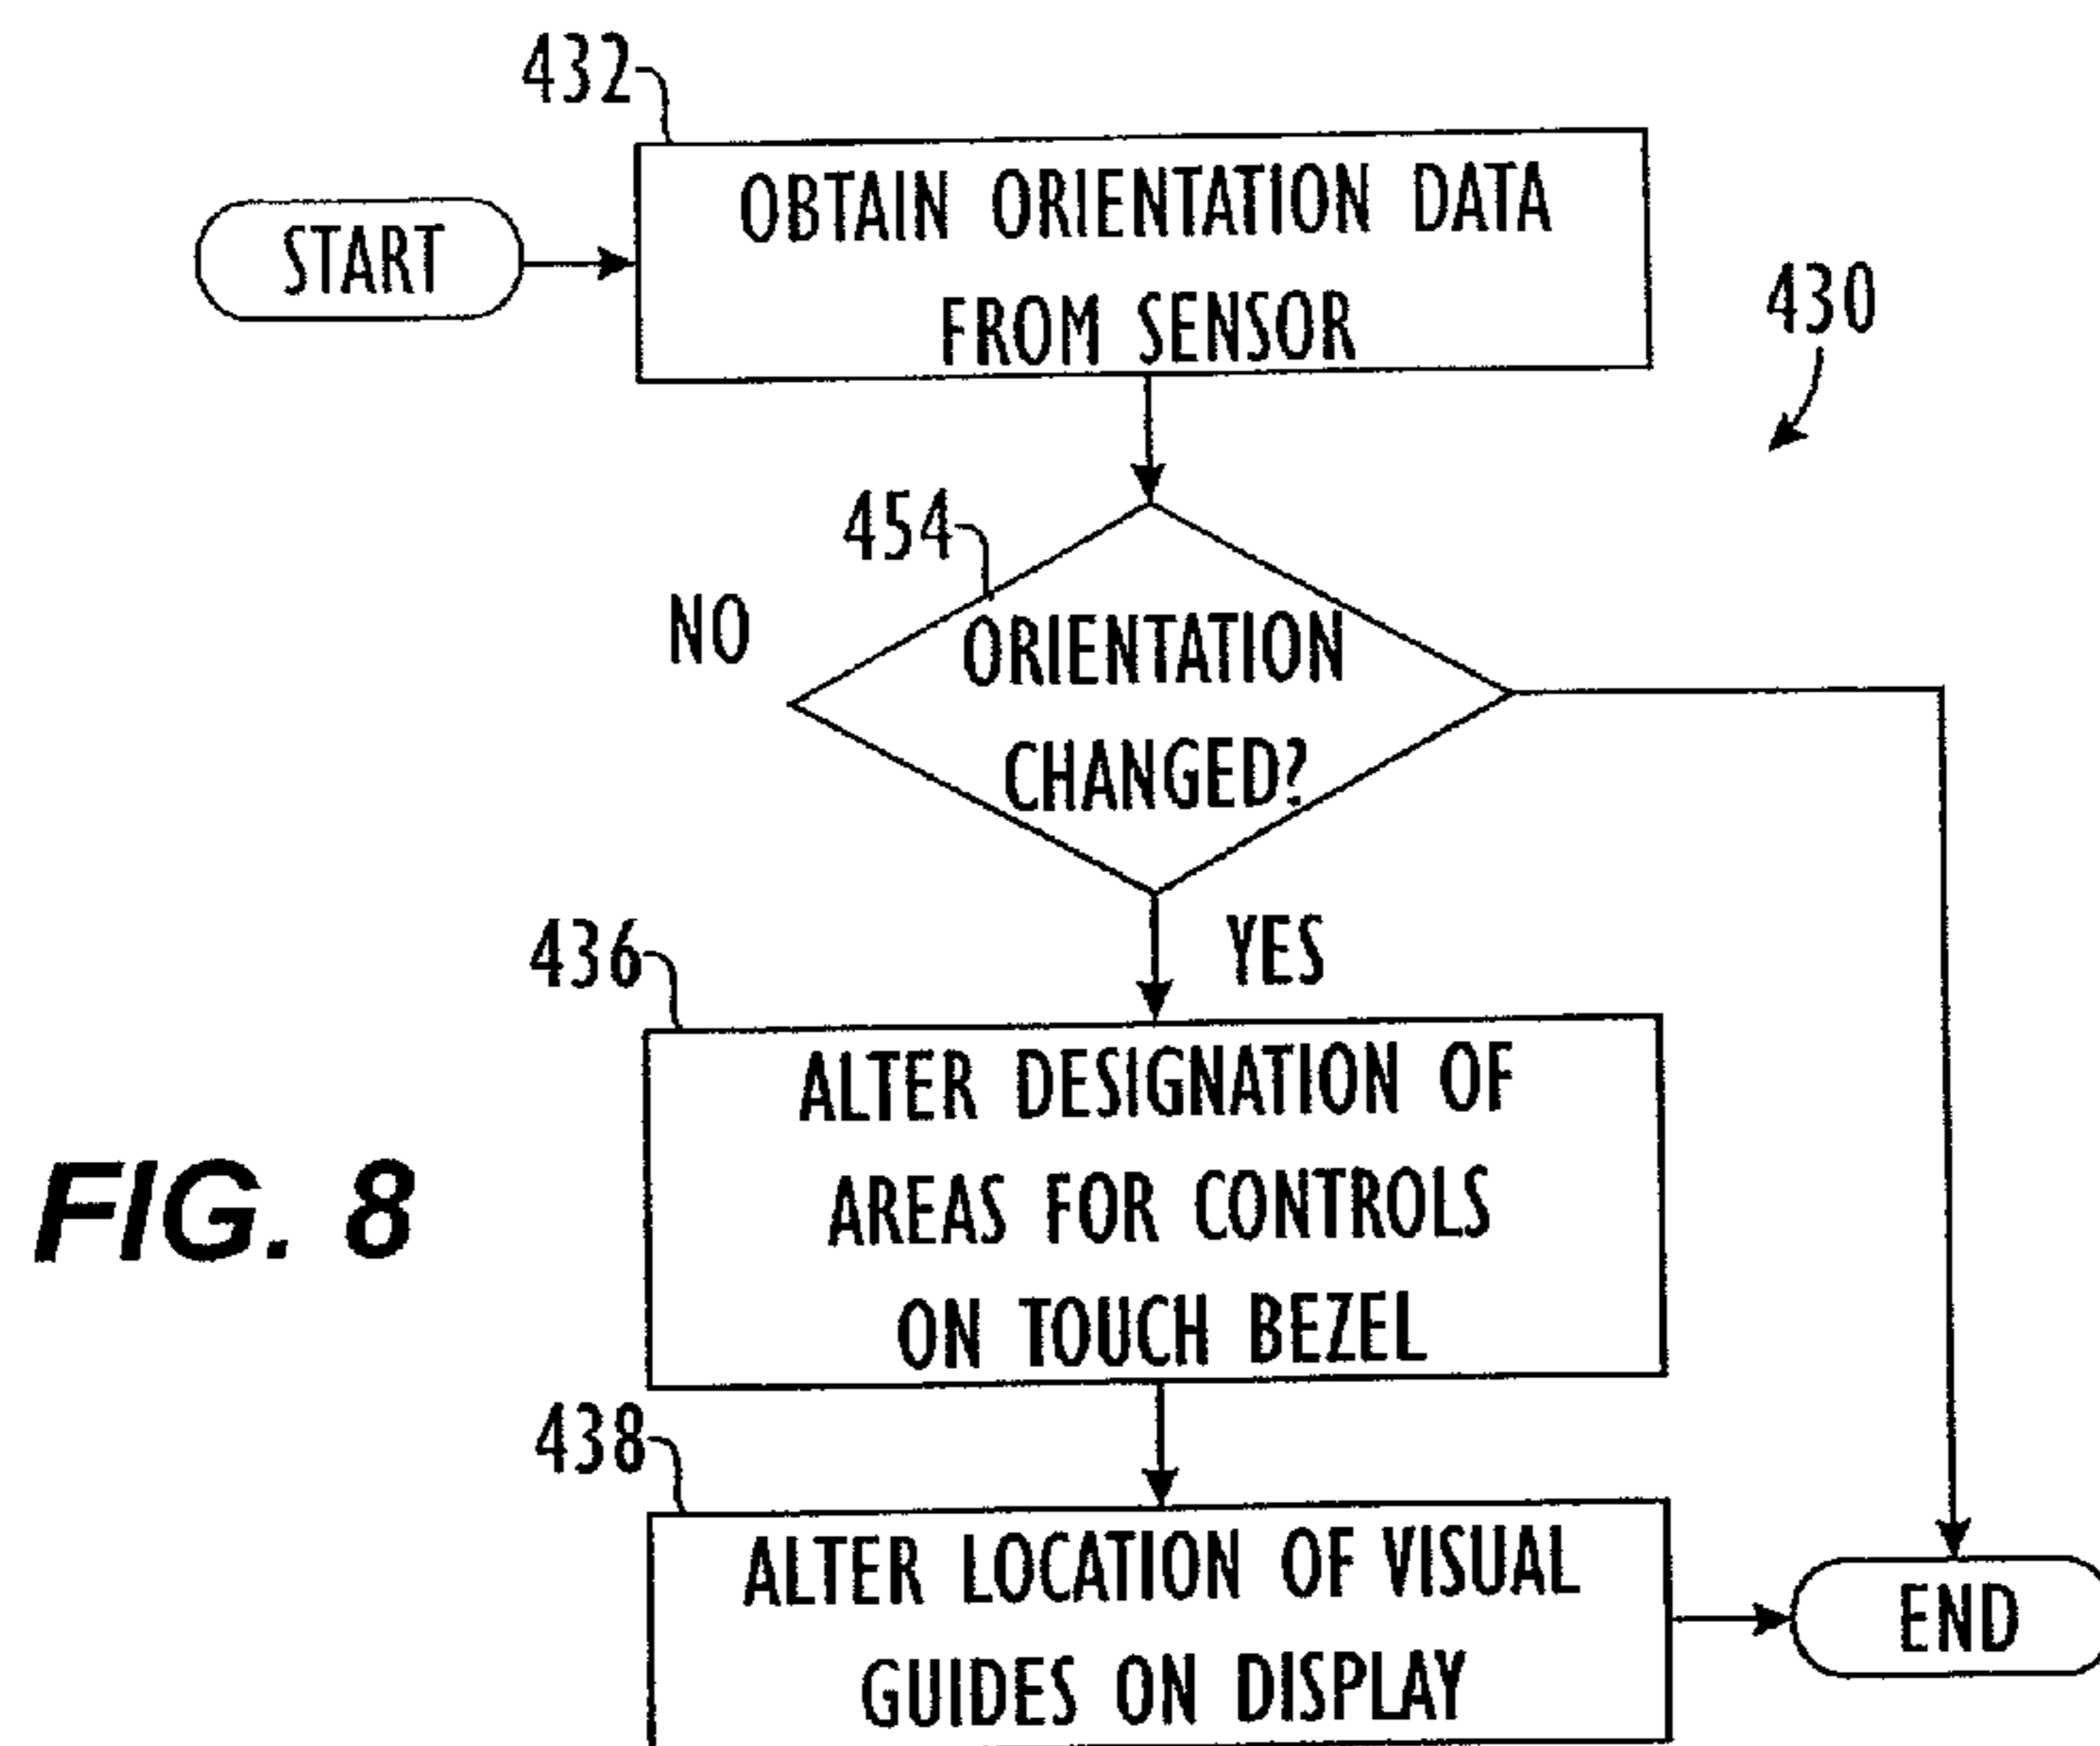 432
START
OBTAIN ORIENTATION DATA
FROM SENSOR
430
454
NO
ORIENTATION
CHANGED?
YES
436
ALTER DESIGNATION OF
AREAS FOR CONTROLS
ON TOUCH BEZEL
FIG. 8
438
ALTER LOCATION OF VISUAL
GUIDES ON DISPLAY
END